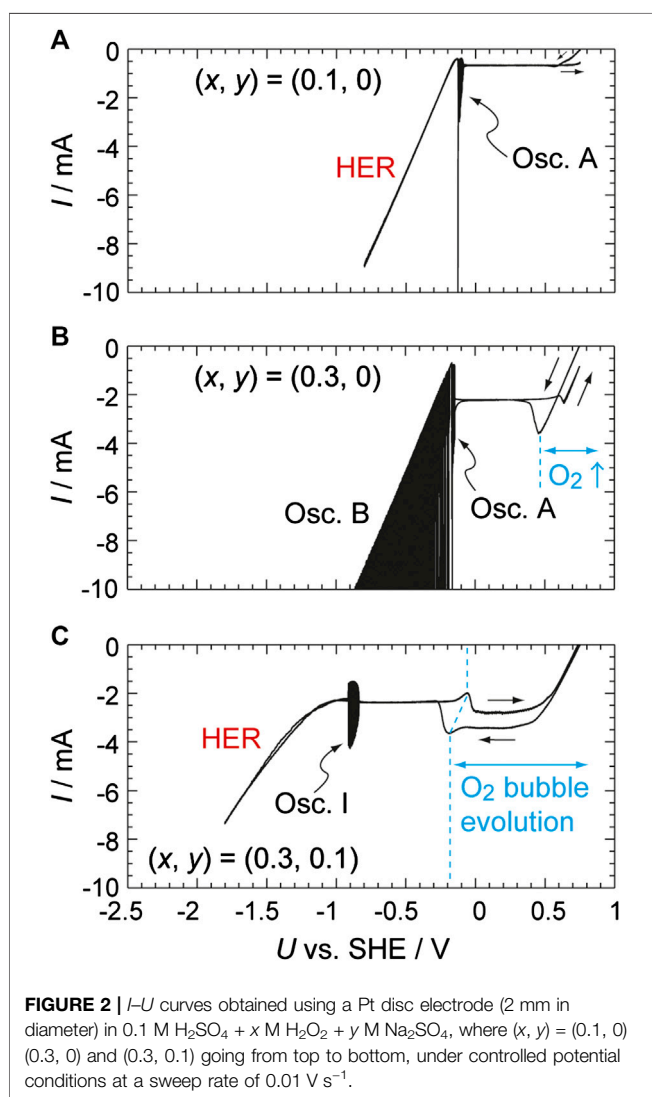 A
(x, y) = (0.1, 0)
HER
Osc. A
0
-2
-4
-6
-8
-10
I / mA
B
(x, y) = (0.3, 0)
Osc. B
Osc. A
O2 ↑
0
-2
-4
-6
-8
-10
I / mA
C
HER
Osc. I
O2 bubble
evolution
(x, y) = (0.3, 0.1)
0
-2
-4
-6
-8
-10
I / mA
-2.5 -2 -1.5 -1 -0.5 0 0.5 1
U vs. SHE / V
FIGURE 2 | I–U curves obtained using a Pt disc electrode (2 mm in
diameter) in 0.1 M H2SO4 + x M H2O2 + y M Na2SO4, where (x, y) = (0.1, 0)
(0.3, 0) and (0.3, 0.1) going from top to bottom, under controlled potential
conditions at a sweep rate of 0.01 V s−1.